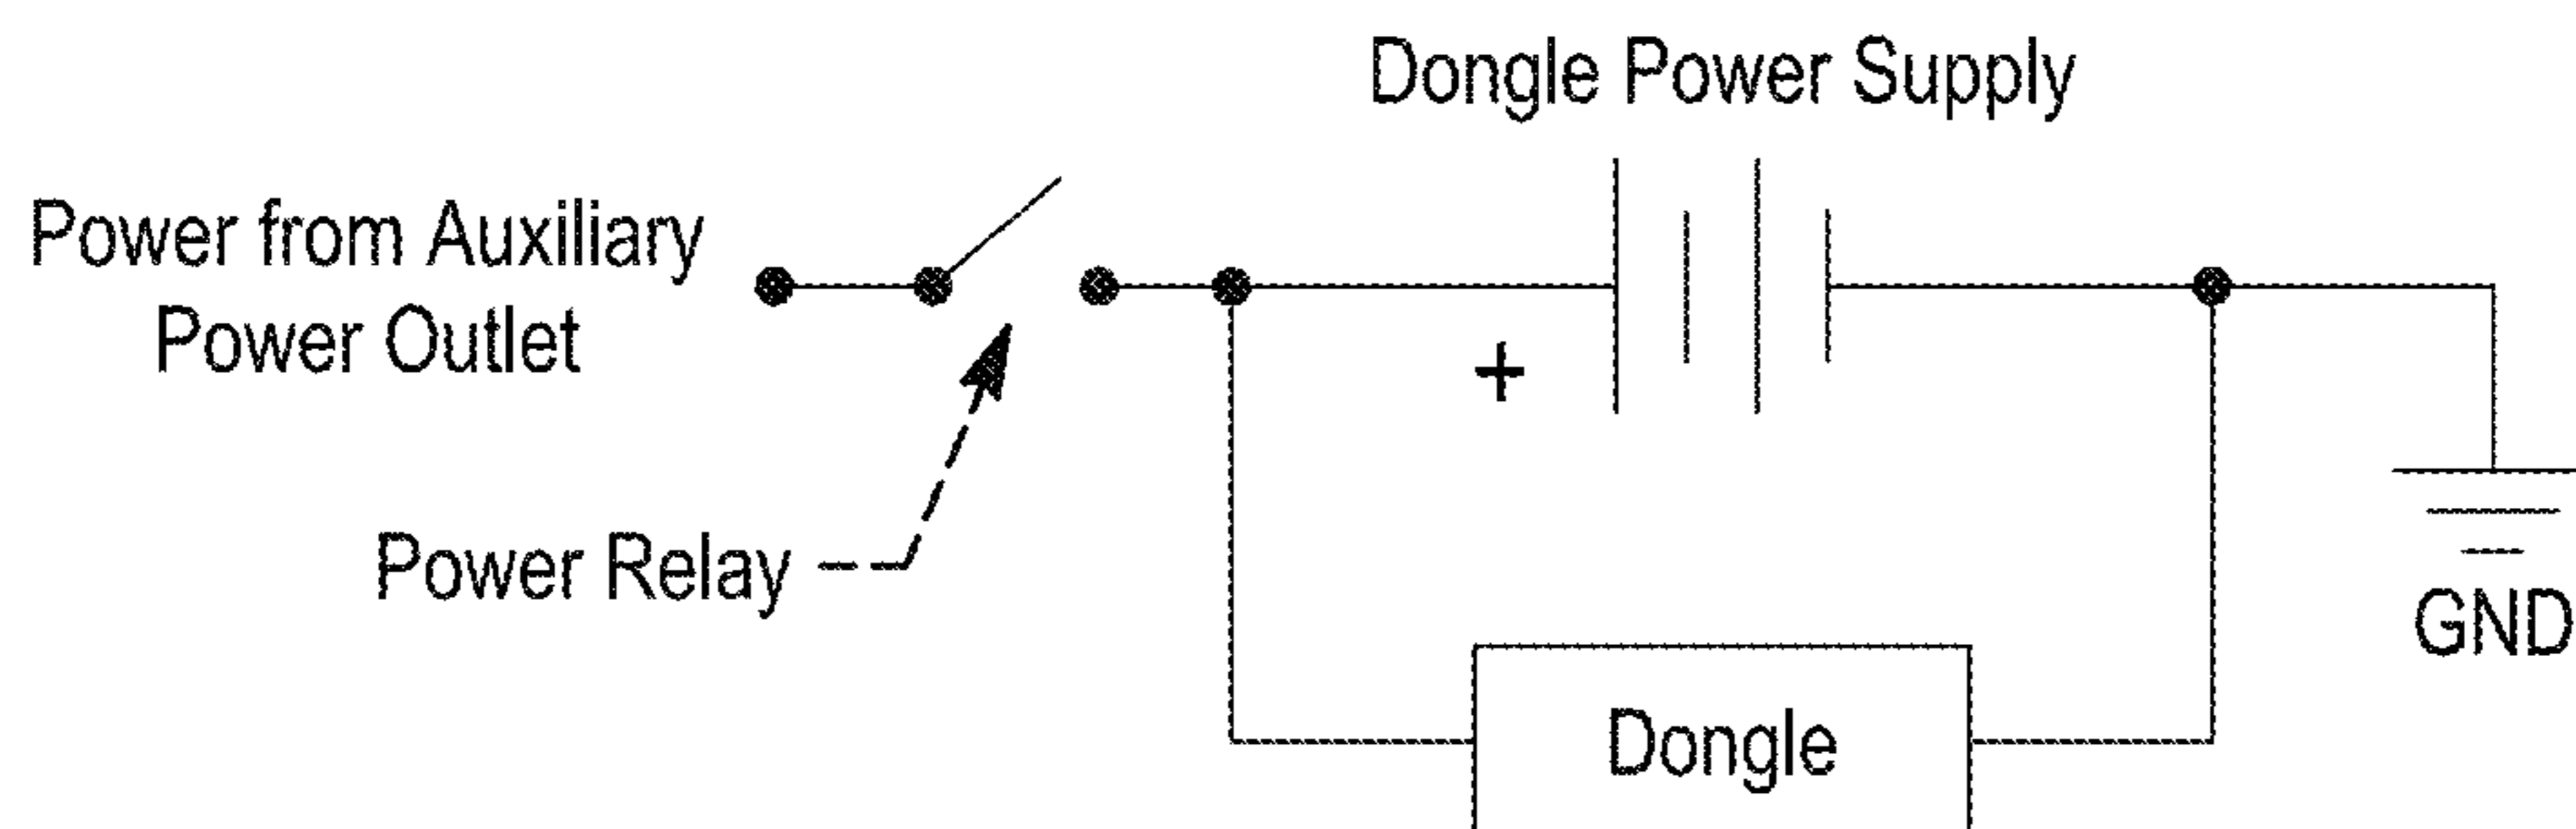 Dongle Power Supply
Power from Auxiliary
Power Outlet
+
Power Relay
GND
Dongle